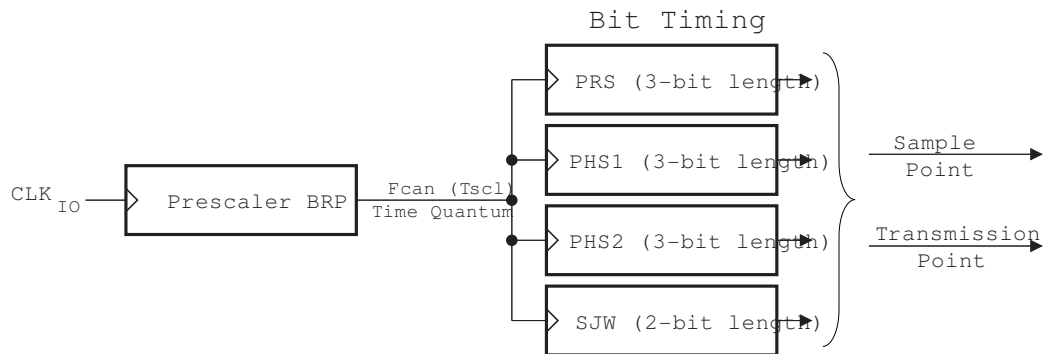 Bit Timing
PRS (3-bit length)
PHS1 (3-bit length)
PHS2 (3-bit length)
SJW (2-bit length)
CLK IO
Prescaler BRP
Fcan (Tscl)
Time Quantum
Sample
Point
Transmission
Point